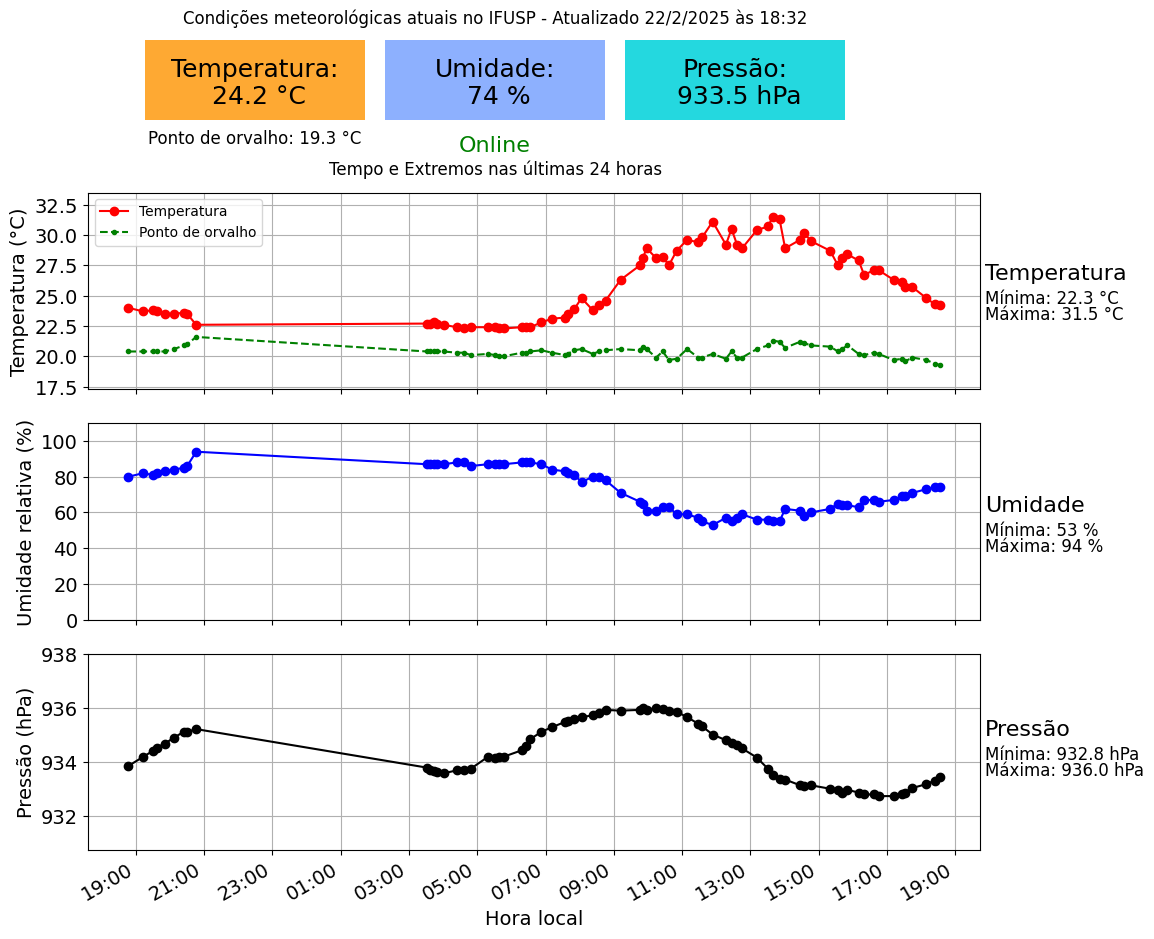 Condições meteorológicas atuais no IFUSP - Atualizado 22/2/2025 às 18:32
Temperatura:
24.2 °C
Umidade:
74 %
Pressão:
933.5 hPa
Ponto de orvalho: 19.3 °C
Online
Tempo e Extremos nas últimas 24 horas
Temperatura (°C)
32.5
30.0
27.5
25.0
22.5
20.0
17.5
Temperatura
Ponto de orvalho
Temperatura
Mínima: 22.3 °C
Máxima: 31.5 °C
Umidade relativa (%)
100
80
60
40
20
0
Umidade
Mínima: 53 %
Máxima: 94 %
Pressão (hPa)
938
936
934
932
Pressão
Mínima: 932.8 hPa
Máxima: 936.0 hPa
19:00 21:00 23:00 01:00 03:00 05:00 07:00 09:00 11:00 13:00 15:00 17:00 19:00
Hora local